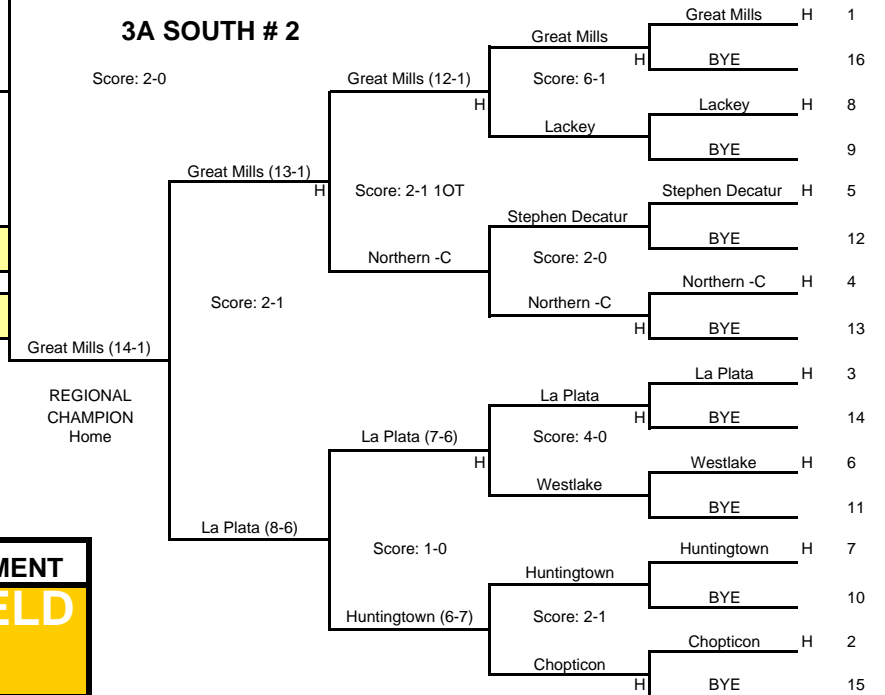 Great Mills H 1
3A SOUTH # 2
Great Mills
H BYE 16
Score: 2-0 Great Mills (12-1) Score: 6-1
H Lackey H 8
Lackey
BYE 9
Great Mills (13-1)
H Score: 2-1 1OT Stephen Decatur H 5
Stephen Decatur
BYE 12
Northern -C Score: 2-0
Northern -C H 4
Score: 2-1 Northern -C
H BYE 13
Great Mills (14-1)
La Plata H 3
REGIONAL La Plata
CHAMPION H BYE 14
Home La Plata (7-6) Score: 4-0
H Westlake H 6
Westlake
BYE 11
La Plata (8-6)
Score: 1-0 Huntingtown H 7
MENT Huntingtown
BYE 10
ELD Huntingtown (6-7) Score: 2-1
Chopticon H 2
Chopticon
H BYE 15